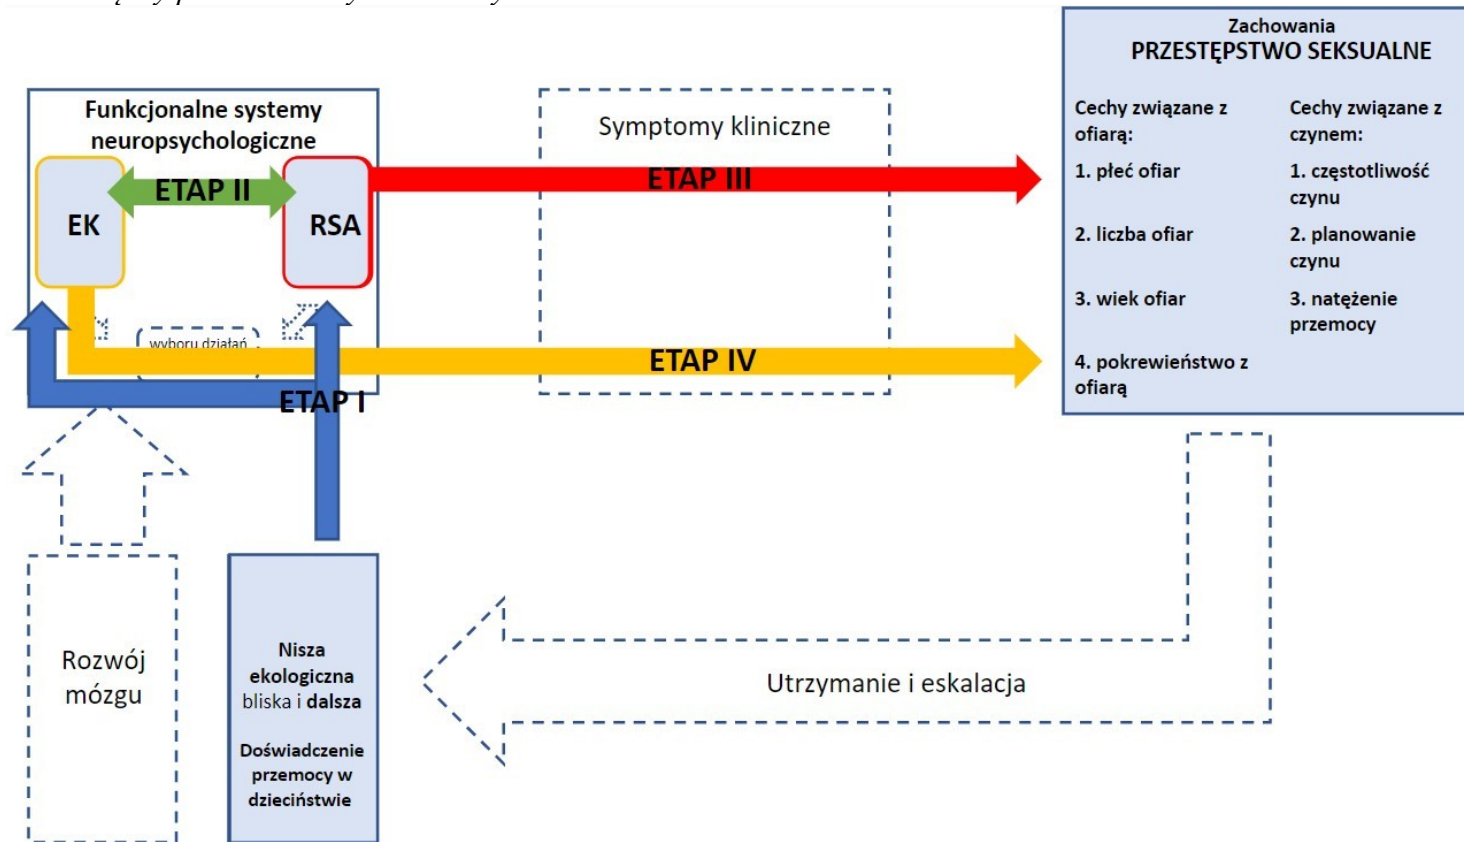 Zachowania
PRZESTĘPSTWO SEKSUALNE
Cechy związane z
ofiarą:
1. płeć ofiar
2. liczba ofiar
3. wiek ofiar
4. pokrewieństwo z
ofiarą
Cechy związane z
czynem:
1. częstotliwość
czynu
2. planowanie
czynu
3. natężenie
przemocy
Funkcjonalne systemy
neuropsychologiczne
ETAP II
EK
RSA
wyboru działań
Symptomy kliniczne
ETAP III
ETAP IV
ETAP I
Rozwój
mózgu
Nisza
ekologiczna
bliska i dalsza
Doświadczenie
przemocy w
dzieciństwie
Utrzymanie i eskalacja